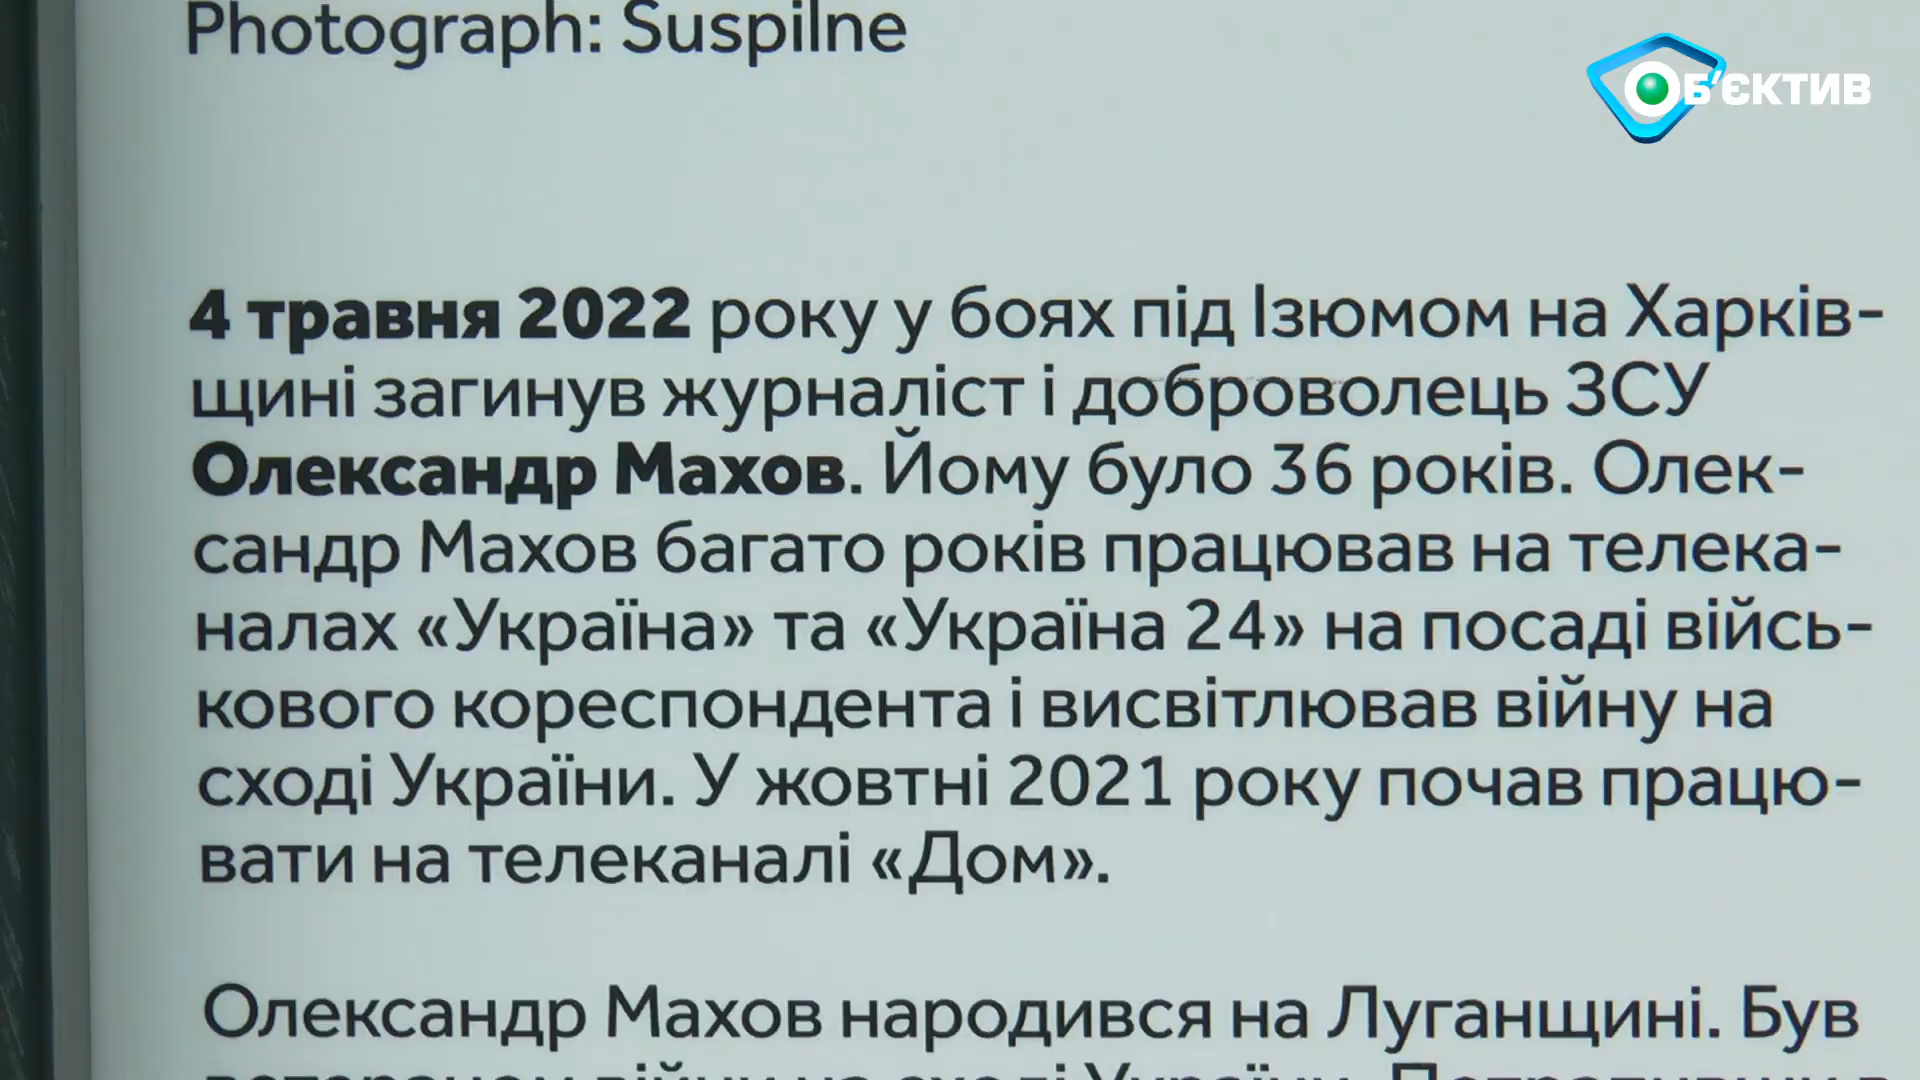 Photograph: Suspilne
Об'єктив
4 травня 2022 року у боях під Ізюмом на Харків-
щині загинув журналіст і доброволець ЗСУ
Олександр Махов. Йому було 36 років. Олек-
сандр Махов багато років працював на телека-
налах «Україна» та «Україна 24» на посаді війсь-
кового кореспондента і висвітлював війну на
сході України. У жовтні 2021 року почав працю-
вати на телеканалі «Дом».
Олександр Махов народився на Луганщині. Був